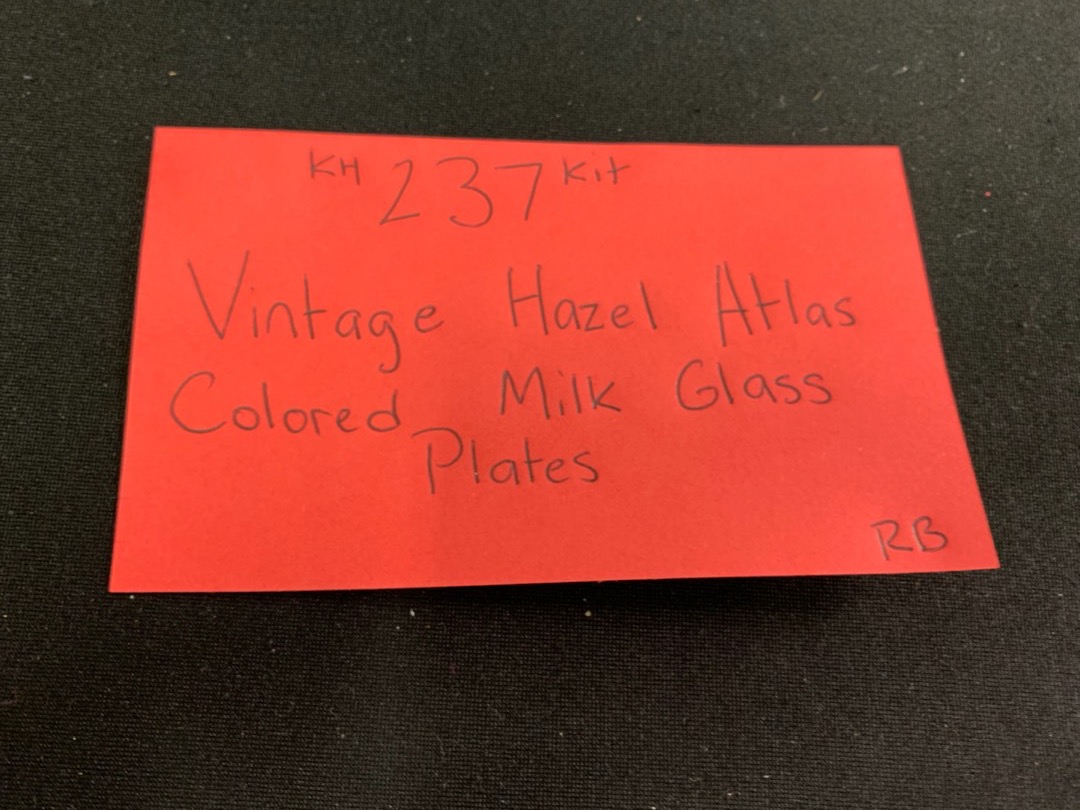 KH 237 Kit
Vintage Hazel Atlas
Colored Milk Glass
Plates
RB